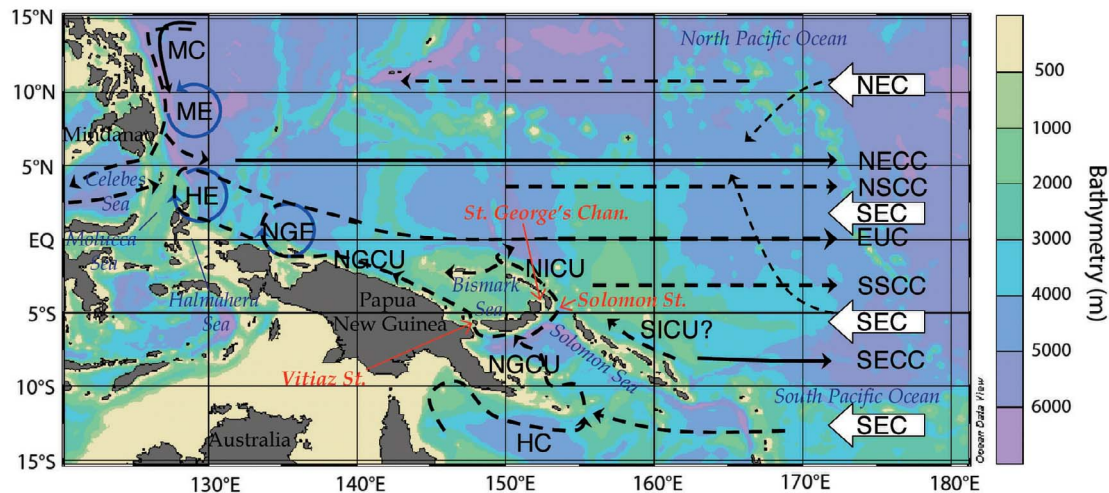 15°N
10°N
5°N
EQ
5°S
10°S
15°S
130°E
140°E
150°E
160°E
170°E
180°E
MC
ME
Mindanao
Celebes
Sea
HE
Molucca
Sea
NGE
NGCU
Halmahera
Sea
Papua
New Guinea
Bismark
Sea
NICU
St. George's Chan.
Solomon St.
Solomon Sea
SICU?
NGCU
Vitiaz St.
HC
Australia
North Pacific Ocean
South Pacific Ocean
NEC
NECC
NSCC
SEC
EUC
SSCC
SEC
SECC
SEC
Ocean Data View
500
1000
2000
3000
4000
5000
6000
Bathymetry (m)